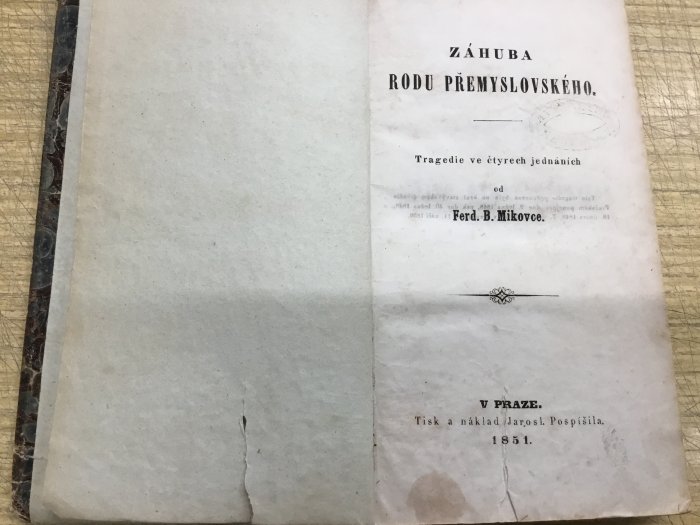 ZÁHUBA
RODU PŘEMYSLOVSKÉHO.
Tragedie ve čtyrech jednáních
od
Ferd. B. Mikovce.
V PRAZE.
Tisk a náklad Jarosl. Pospíšila.
1851.